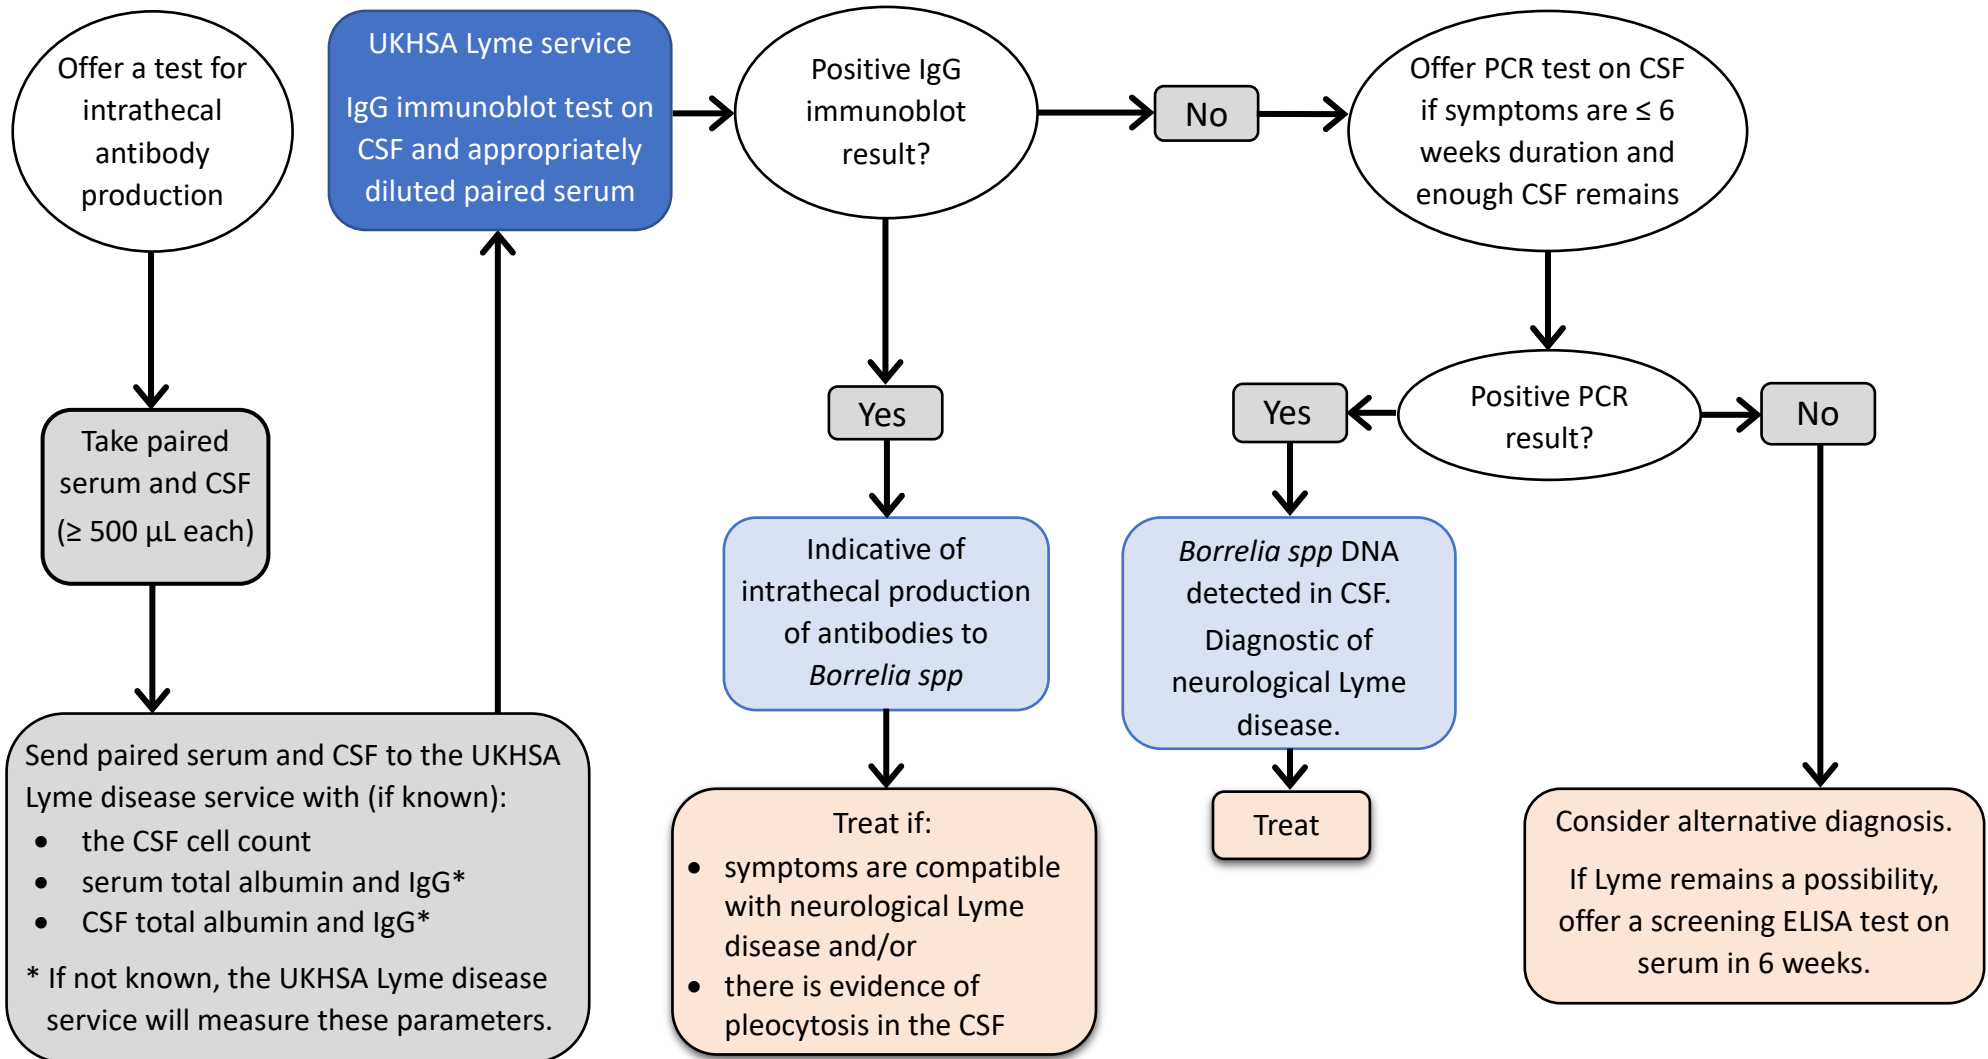 Offer a test for
intrathecal
antibody
production
Take paired
serum and CSF
(≥ 500 µL each)
Send paired serum and CSF to the UKHSA
Lyme disease service with (if known):
• the CSF cell count
• serum total albumin and IgG*
• CSF total albumin and IgG*
* If not known, the UKHSA Lyme disease
service will measure these parameters.
UKHSA Lyme service
IgG immunoblot test on
CSF and appropriately
diluted paired serum
Positive IgG
immunoblot
result?
Yes
Indicative of
intrathecal production
of antibodies to
Borrelia spp
Treat if:
• symptoms are compatible
with neurological Lyme
disease and/or
• there is evidence of
pleocytosis in the CSF
No
Offer PCR test on CSF
if symptoms are ≤ 6
weeks duration and
enough CSF remains
Positive PCR
result?
Yes
Borrelia spp DNA
detected in CSF.
Diagnostic of
neurological Lyme
disease.
Treat
No
Consider alternative diagnosis.
If Lyme remains a possibility,
offer a screening ELISA test on
serum in 6 weeks.